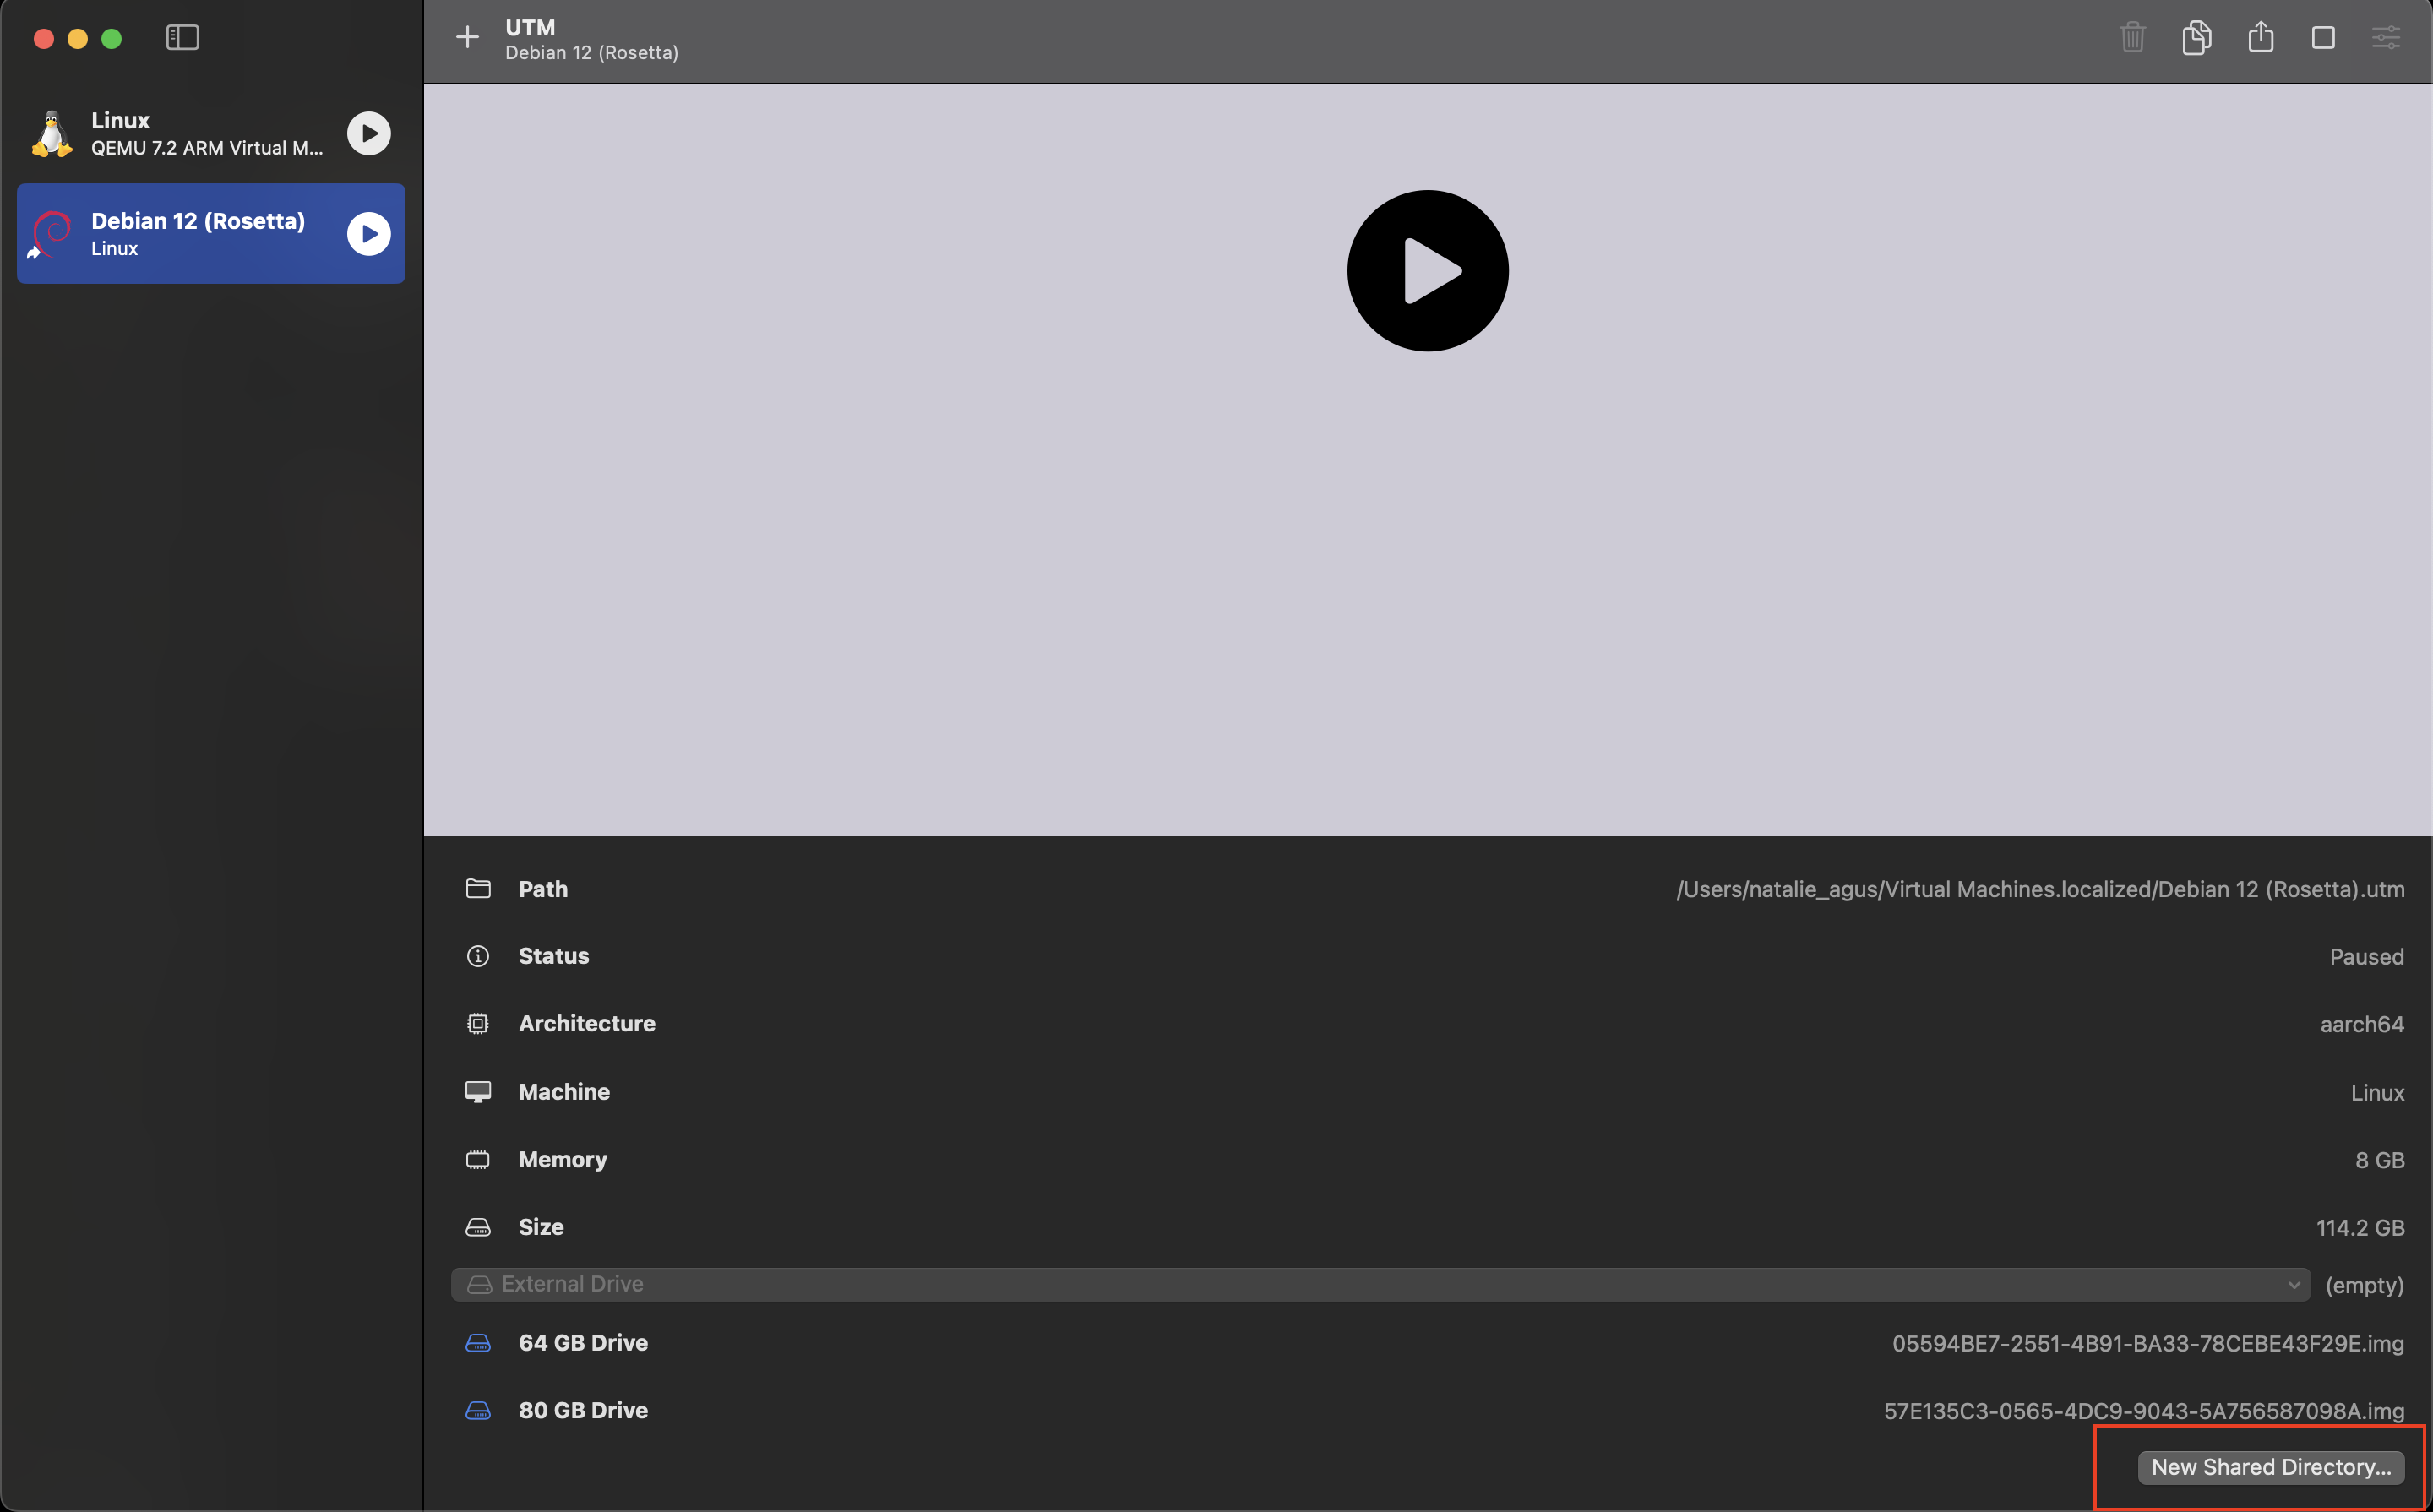 UTM
Debian 12 (Rosetta)
Linux
QEMU 7.2 ARM Virtual M...
Debian 12 (Rosetta)
Linux
Path
/Users/natalie_agus/Virtual Machines.localized/Debian 12 (Rosetta).utm
Status
Paused
Architecture
aarch64
Machine
Linux
Memory
8 GB
Size
114.2 GB
External Drive
(empty)
64 GB Drive
05594BE7-2551-4B91-BA33-78CEBE43F29E.img
80 GB Drive
57E135C3-0565-4DC9-9043-5A756587098A.img
New Shared Directory...